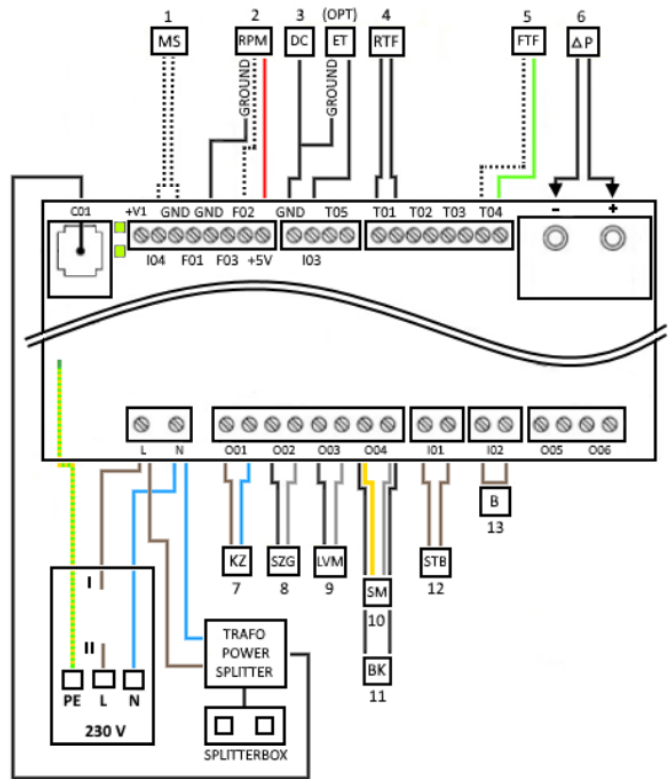 1 2 3 (OPT) 4 5 6
MS RPM DC ET RTF FTF ΔP
GROUND GROUND
C01 +V1 GND GND F02 GND T05 T01 T02 T03 T04 - +
I04 F01 F03 +5V I03
L N O01 O02 O03 O04 I01 I02 O05 O06
KZ SZG LVM SM STB B
7 8 9 10 12 13
BK
11
I
II
PE L N
230 V
TRAFO
POWER
SPLITTER
SPLITTERBOX